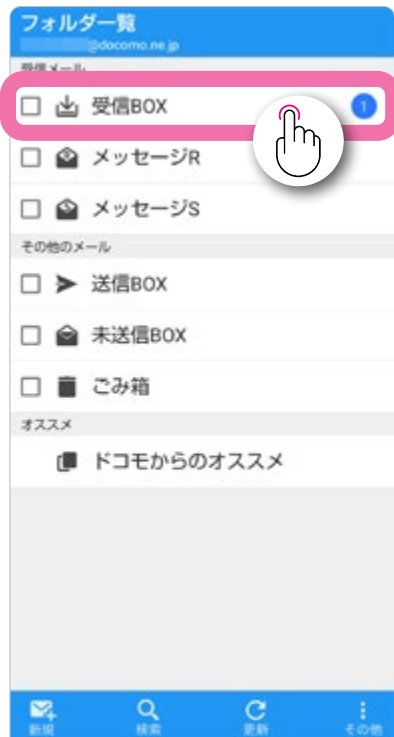 フォルダ一覧
@docomo.ne.jp
受信メール
受信BOX
1
メッセージR
メッセージS
その他のメール
送信BOX
未送信BOX
ごみ箱
オススメ
ドコモからのオススメ
新規 検索 更新 その他